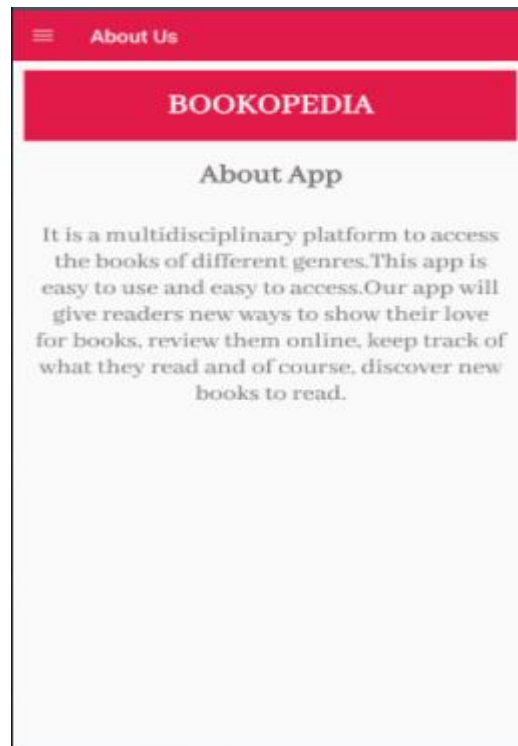 About Us
BOOKOPEDIA
About App
It is a multidisciplinary platform to access
the books of different genres.This app is
easy to use and easy to access.Our app will
give readers new ways to show their love
for books, review them online, keep track of
what they read and of course, discover new
books to read.